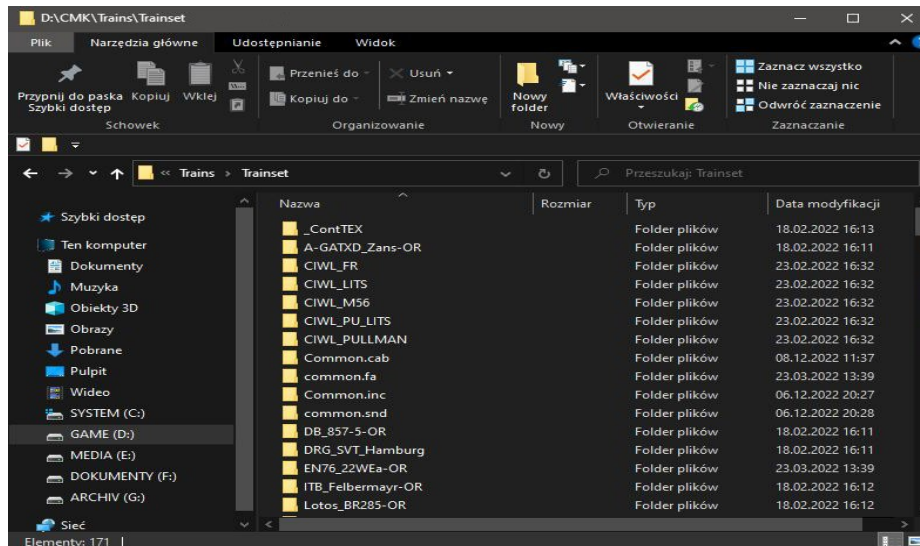 D:\CMK\Trains\Trainset
Plik Narzędzia główne Udostępnianie Widok
Przypnij do paska Szybki dostęp
Kopiuj
Wklej
Przenieś do
Kopiuj do
Usuń
Zmień nazwę
Nowy folder
Właściwości
Zaznacz wszystko
Nie zaznaczaj nic
Odwróć zaznaczenie
Schowek Organizowanie Nowy Otwieranie Zaznaczanie
« Trains > Trainset
Przeszukaj: Trainset
Szybki dostęp
Ten komputer
Dokumenty
Muzyka
Obiekty 3D
Obrazy
Pobrane
Pulpit
Wideo
SYSTEM (C:)
GAME (D:)
MEDIA (E:)
DOKUMENTY (F:)
ARCHIV (G:)
Sieć
Nazwa Rozmiar Typ Data modyfikacji
_ContTEX Folder plików 18.02.2022 16:13
A-GATXD_Zans-OR Folder plików 18.02.2022 16:11
CIWL_FR Folder plików 23.02.2022 16:32
CIWL_LITS Folder plików 23.02.2022 16:32
CIWL_M56 Folder plików 23.02.2022 16:32
CIWL_PU_LITS Folder plików 23.02.2022 16:32
CIWL_PULLMAN Folder plików 23.02.2022 16:32
Common.cab Folder plików 08.12.2022 11:37
common.fa Folder plików 23.03.2022 13:39
Common.inc Folder plików 06.12.2022 20:27
common.snd Folder plików 06.12.2022 20:28
DB_857-5-OR Folder plików 18.02.2022 16:11
DRG_SVT_Hamburg Folder plików 18.02.2022 16:11
EN76_22WEa-OR Folder plików 23.03.2022 13:39
ITB_Felbermayr-OR Folder plików 18.02.2022 16:12
Lotos_BR285-OR Folder plików 18.02.2022 16:12
Elementy: 171